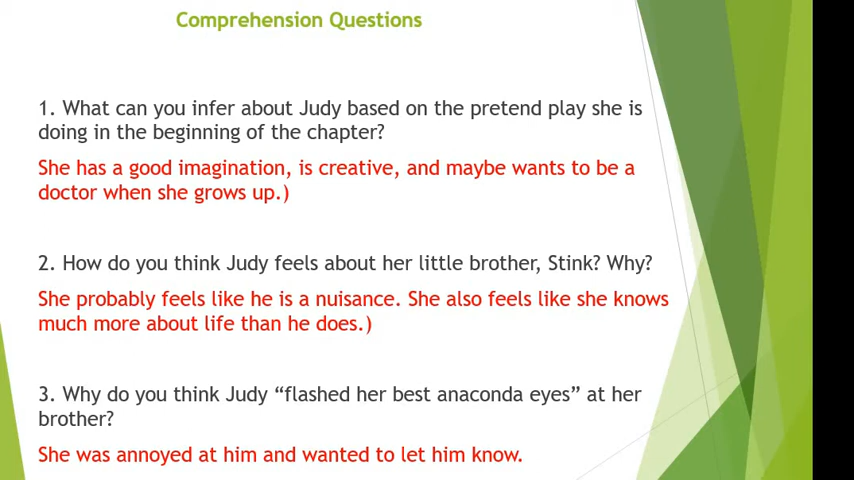 Comprehension Questions
1. What can you infer about Judy based on the pretend play she is
doing in the beginning of the chapter?
She has a good imagination, is creative, and maybe wants to be a
doctor when she grows up.)
2. How do you think Judy feels about her little brother, Stink? Why?
She probably feels like he is a nuisance. She also feels like she knows
much more about life than he does.)
3. Why do you think Judy “flashed her best anaconda eyes” at her
brother?
She was annoyed at him and wanted to let him know.